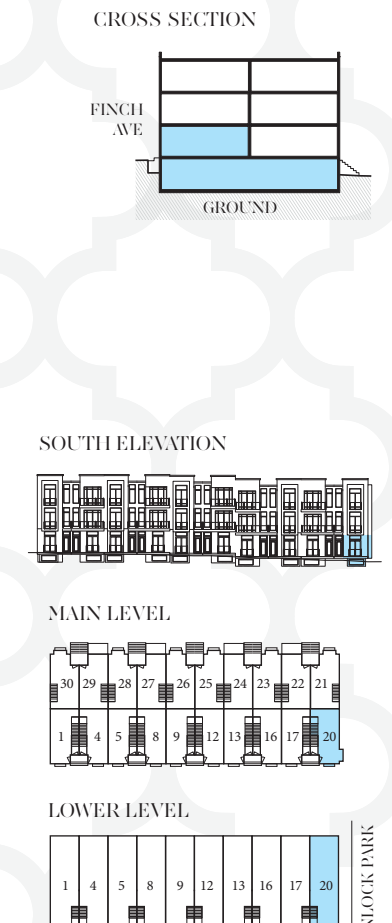 CROSS SECTION
FINCH
AVE
GROUND
SOUTH ELEVATION
MAIN LEVEL
30 29 28 27 26 25 24 23 22 21
1 4 5 8 9 12 13 16 17 20
LOWER LEVEL
1 4 5 8 9 12 13 16 17 20
PARK